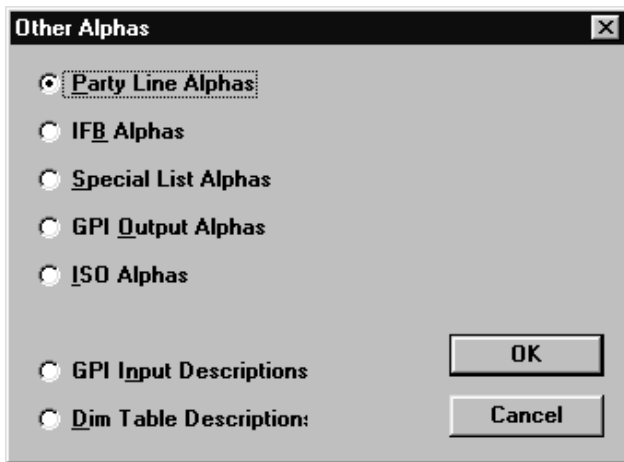 Other Alphas
Party Line Alphas
IFB Alphas
Special List Alphas
GPI Output Alphas
ISO Alphas
GPI Input Descriptions
Dim Table Descriptions
OK
Cancel